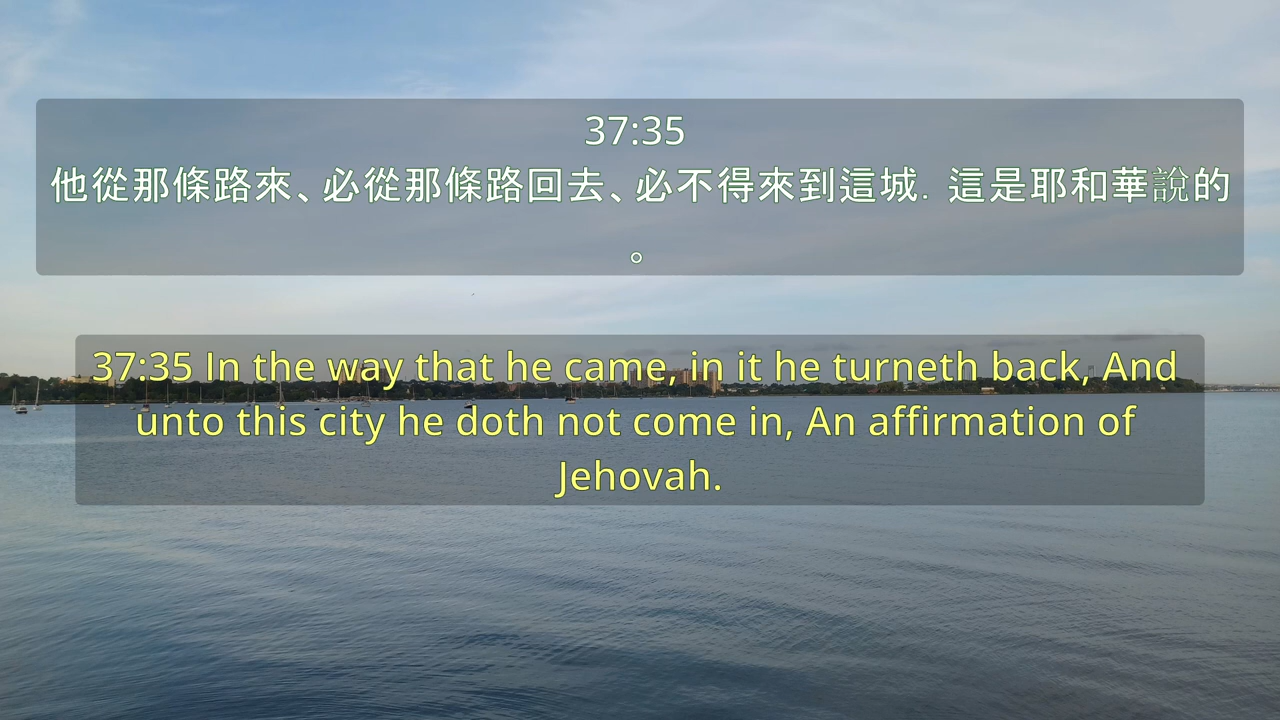 37:35
他從那條路來、必從那條路回去、必不得來到這城. 這是耶和華說的
。
37:35 In the way that he came, in it he turneth back, And
unto this city he doth not come in, An affirmation of
Jehovah.